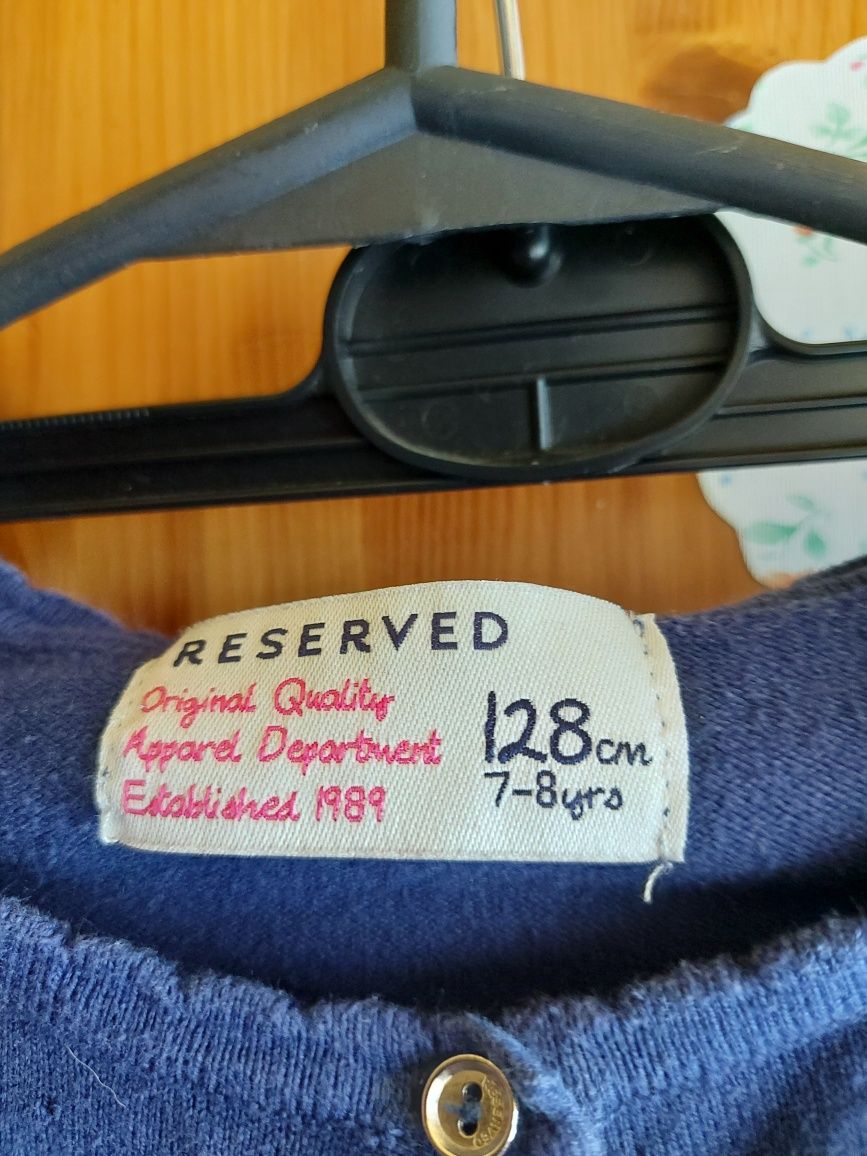 RESERVED
Original Quality
Apparel Department
Established 1989
128cm
7-8yrs